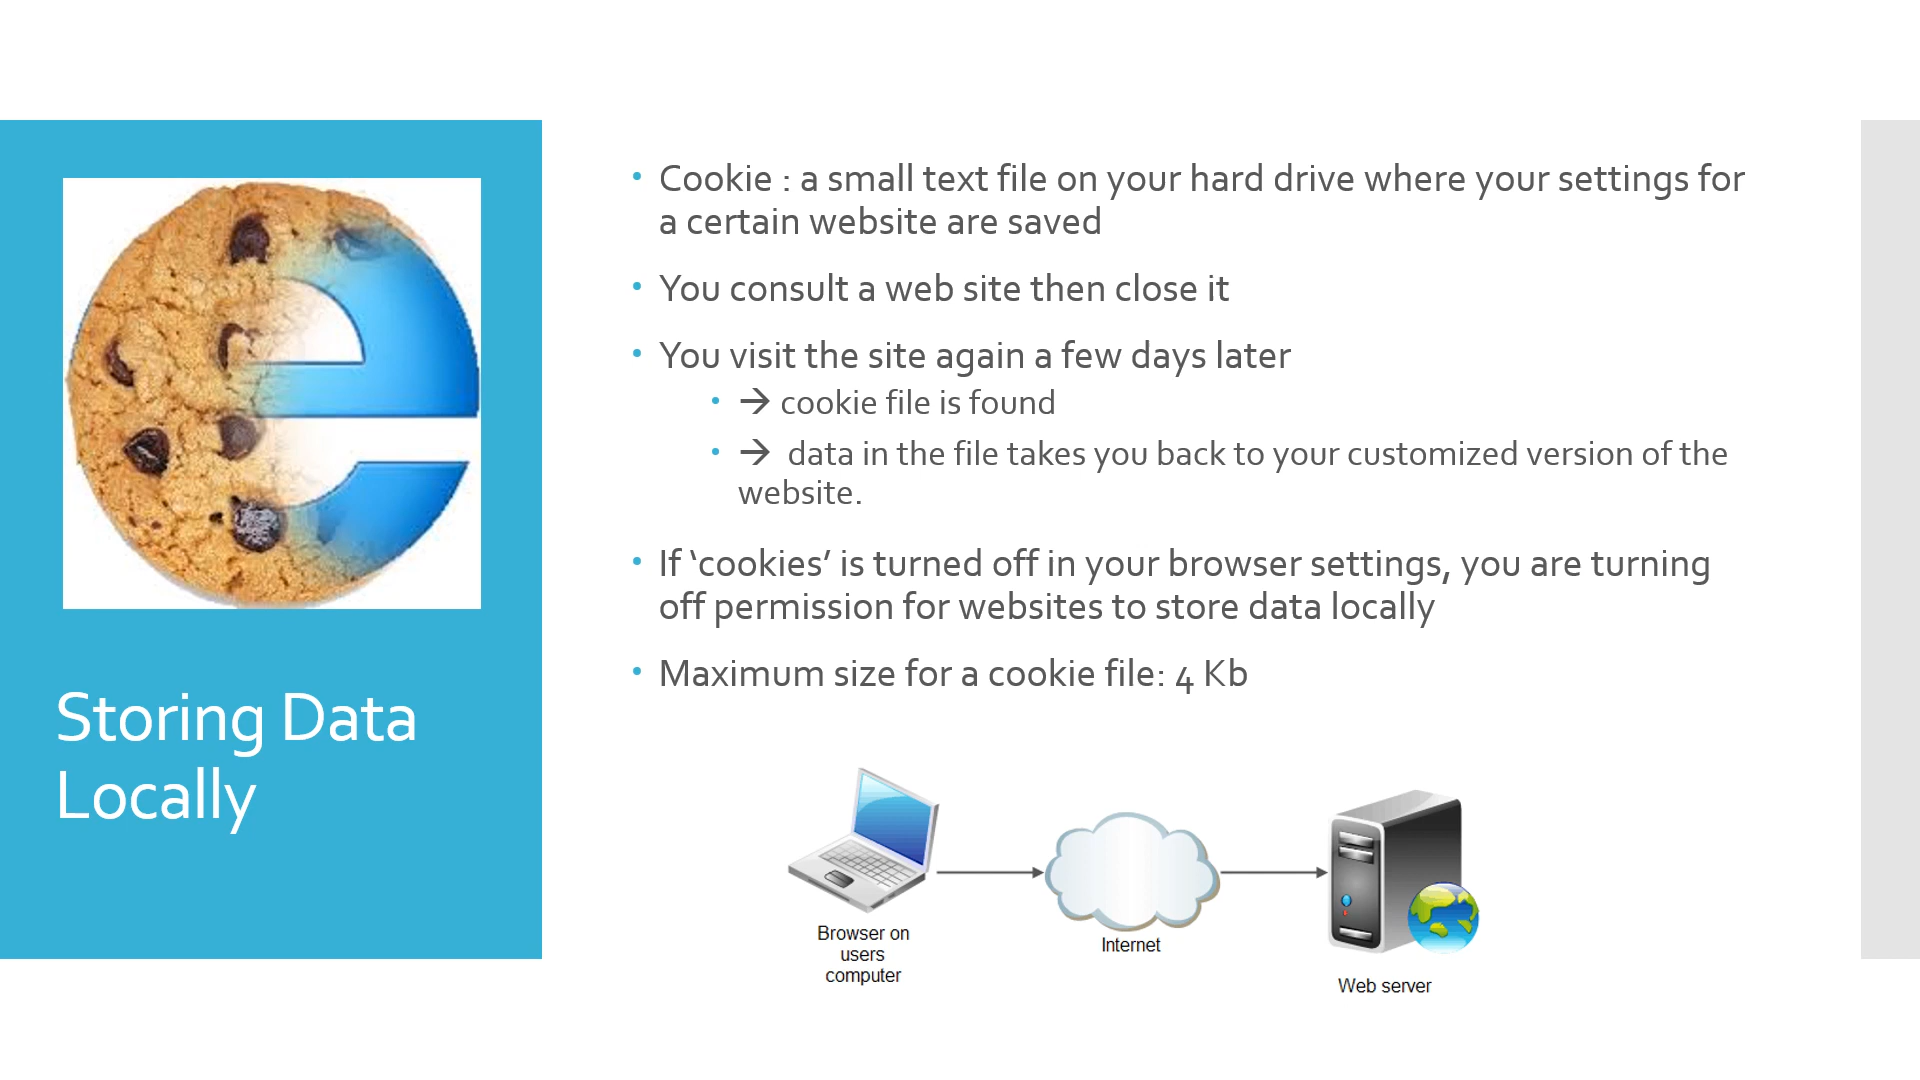 Storing Data
Locally
• Cookie : a small text file on your hard drive where your settings for
a certain website are saved
• You consult a web site then close it
• You visit the site again a few days later
• → cookie file is found
• → data in the file takes you back to your customized version of the
website.
• If ‘cookies’ is turned off in your browser settings, you are turning
off permission for websites to store data locally
• Maximum size for a cookie file: 4 Kb
Browser on
users
computer
Internet
Web server